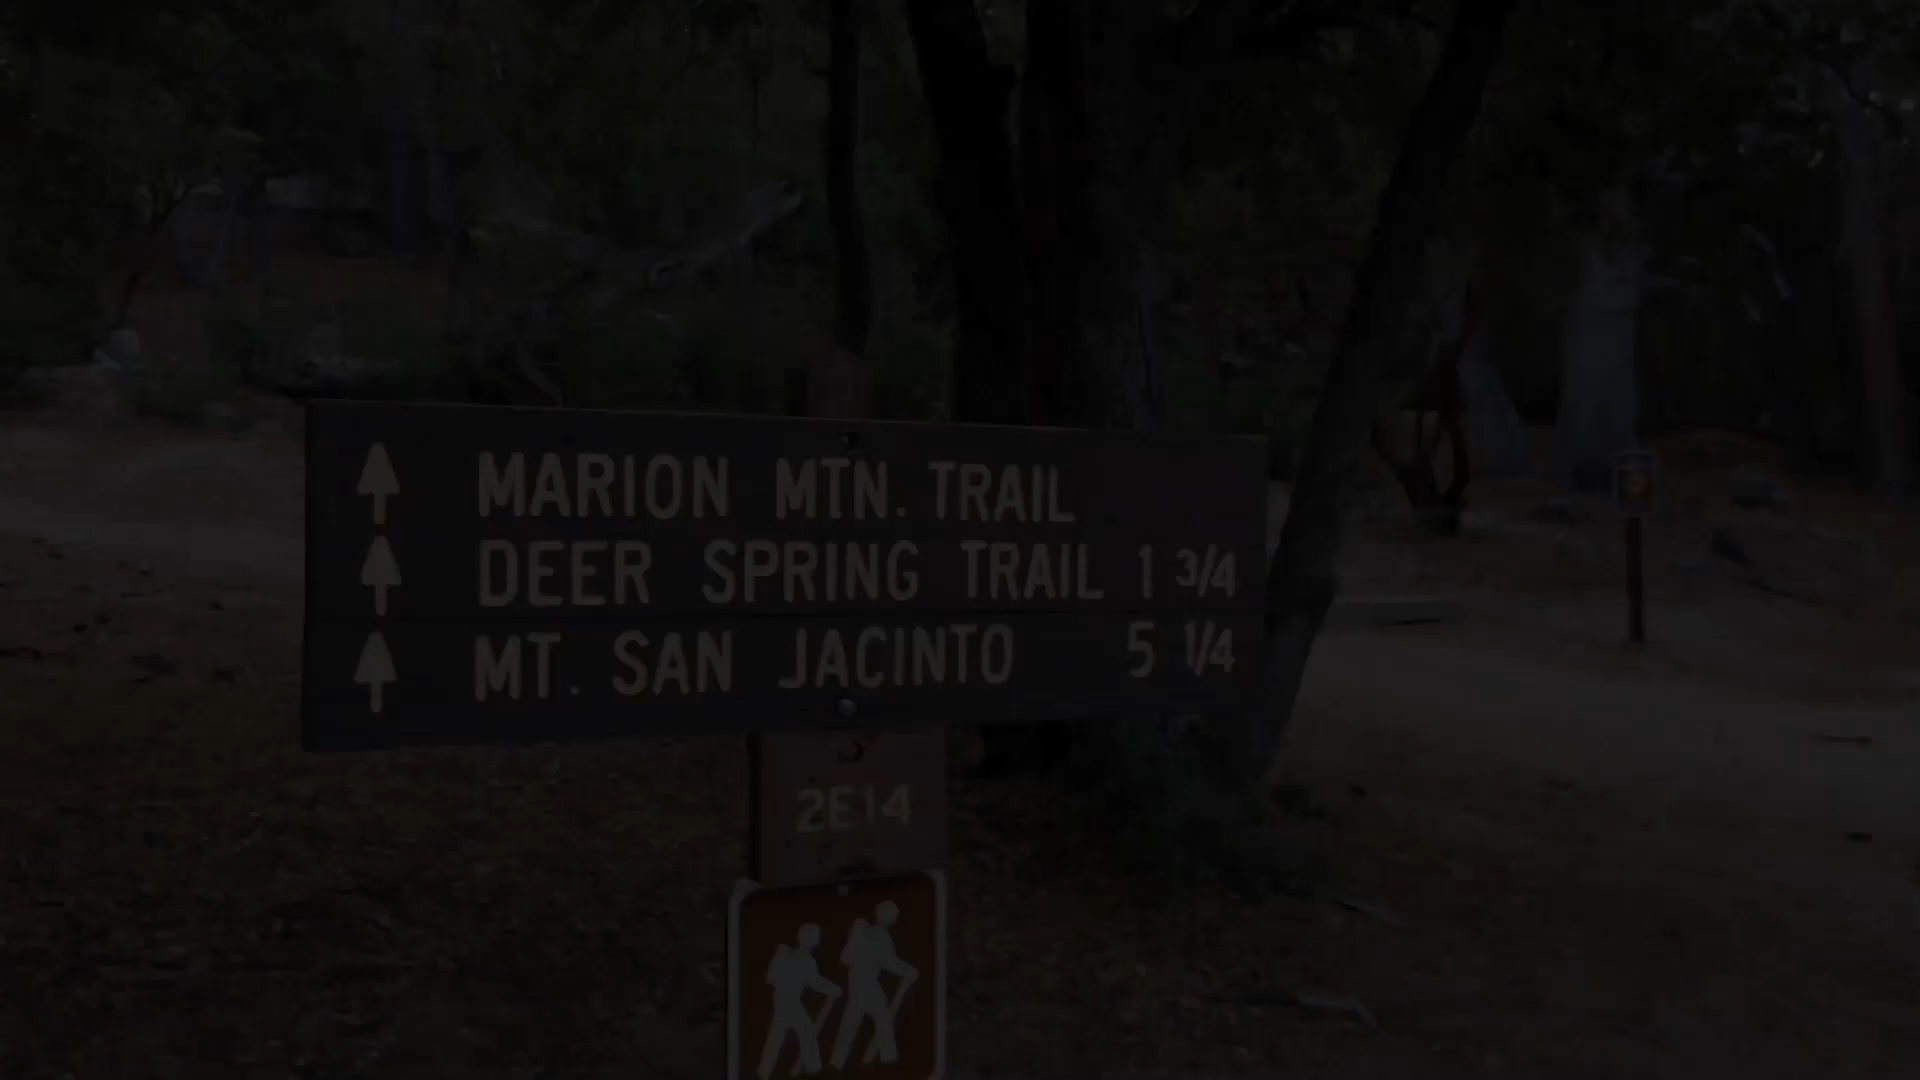 MARION MTN. TRAIL
DEER SPRING TRAIL 1 3/4
MT. SAN JACINTO 5 1/4
2E14